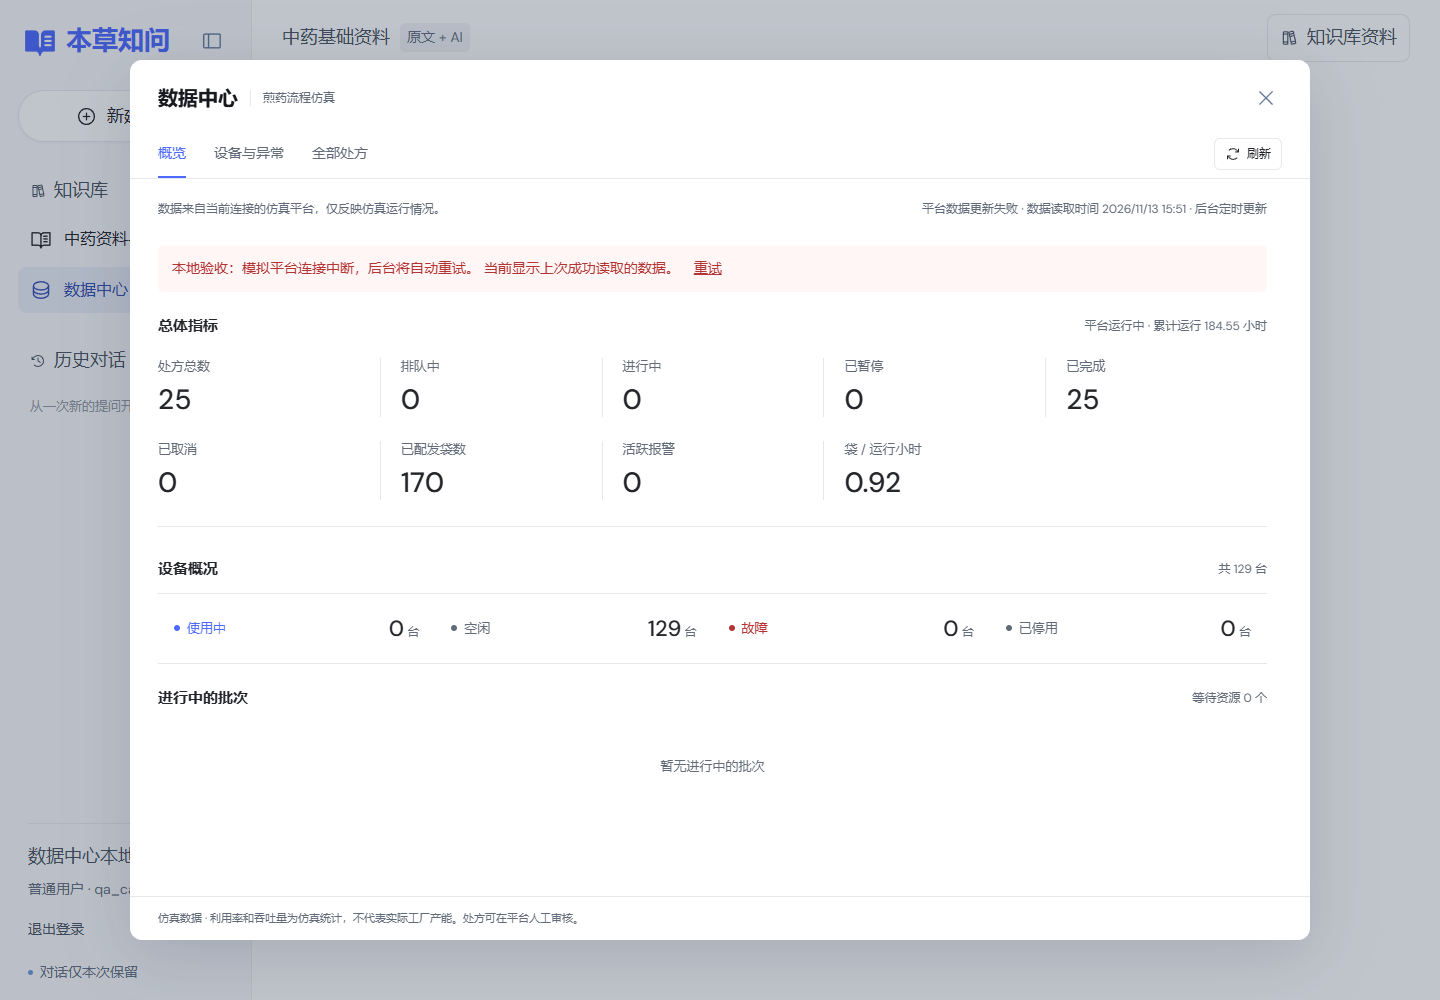 本草知问
中药基础资料
原文 + AI
知识库资料
数据中心
煎药流程仿真
新建
概览
设备与异常
全部处方
刷新
知识库
数据来自当前连接的仿真平台，仅反映仿真运行情况。
平台数据更新失败 · 数据读取时间 2026/11/13 15:51 · 后台定时更新
中药资料
本地验收：模拟平台连接中断，后台将自动重试。 当前显示上次成功读取的数据。 重试
数据中心
总体指标
平台运行中 · 累计运行 184.55 小时
历史对话
处方总数
排队中
进行中
已暂停
已完成
25
0
0
0
25
从一次新的提问开
已取消
已配发袋数
活跃报警
袋 / 运行小时
0
170
0
0.92
设备概况
共 129 台
使用中
0 台
空闲
129 台
故障
0 台
已停用
0 台
进行中的批次
等待资源 0 个
暂无进行中的批次
数据中心本地
普通用户 · qa_c
退出登录
仿真数据 · 利用率和吞吐量为仿真统计，不代表实际工厂产能。处方可在平台人工审核。
对话仅本次保留